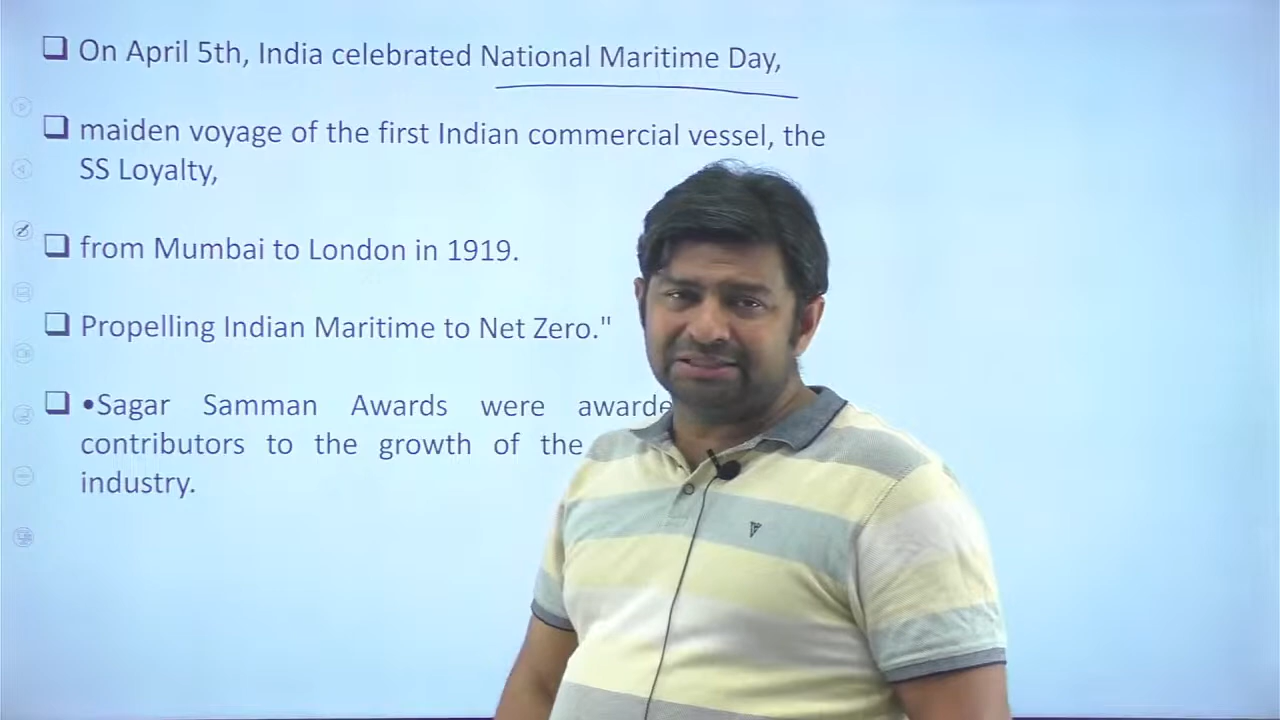 On April 5th, India celebrated National Maritime Day,
maiden voyage of the first Indian commercial vessel, the
SS Loyalty,
from Mumbai to London in 1919.
Propelling Indian Maritime to Net Zero."
•Sagar Samman Awards were
contributors to the growth of the
industry.